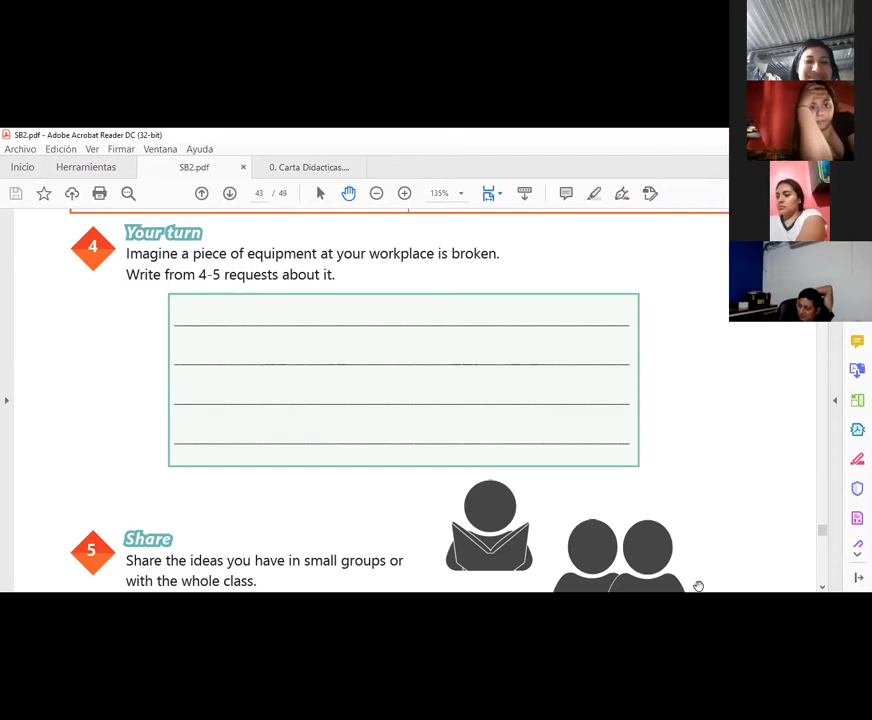 SB2.pdf - Adobe Acrobat Reader DC (32-bit)
Archivo Edición Ver Firmar Ventana Ayuda
Inicio Herramientas SB2.pdf × 0. Carta Didacticas....
43 / 49 135%
4 Your turn
Imagine a piece of equipment at your workplace is broken.
Write from 4-5 requests about it.
5 Share
Share the ideas you have in small groups or
with the whole class.